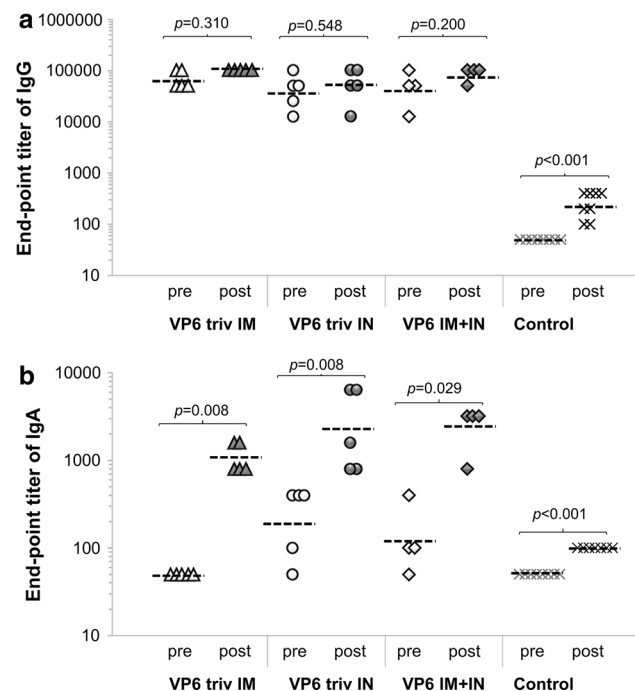 a
p=0.310 p=0.548 p=0.200
1000000
100000
10000
1000
100
10
p<0.001
End-point titer of IgG
pre post pre post pre post pre post
VP6 triv IM VP6 triv IN VP6 IM+IN Control
b
p=0.008 p=0.008 p=0.029
10000
1000
100
10
p<0.001
End-point titer of IgA
pre post pre post pre post pre post
VP6 triv IM VP6 triv IN VP6 IM+IN Control